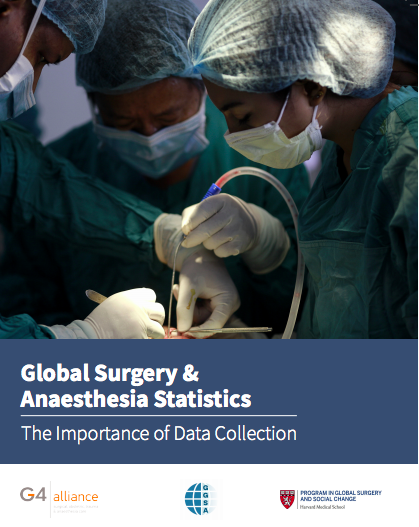 Global Surgery &
Anaesthesia Statistics
The Importance of Data Collection
G4 alliance
GGSA
PROGRAM IN GLOBAL SURGERY
AND SOCIAL CHANGE
Harvard Medical School